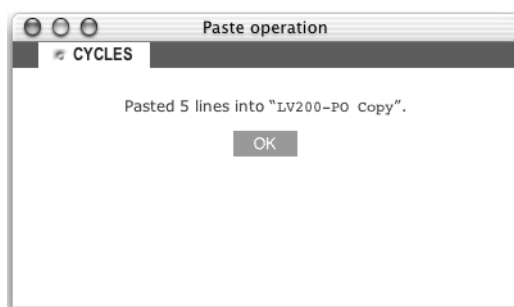 Paste operation
CYCLES
Pasted 5 lines into “LV200-PO Copy”.
OK